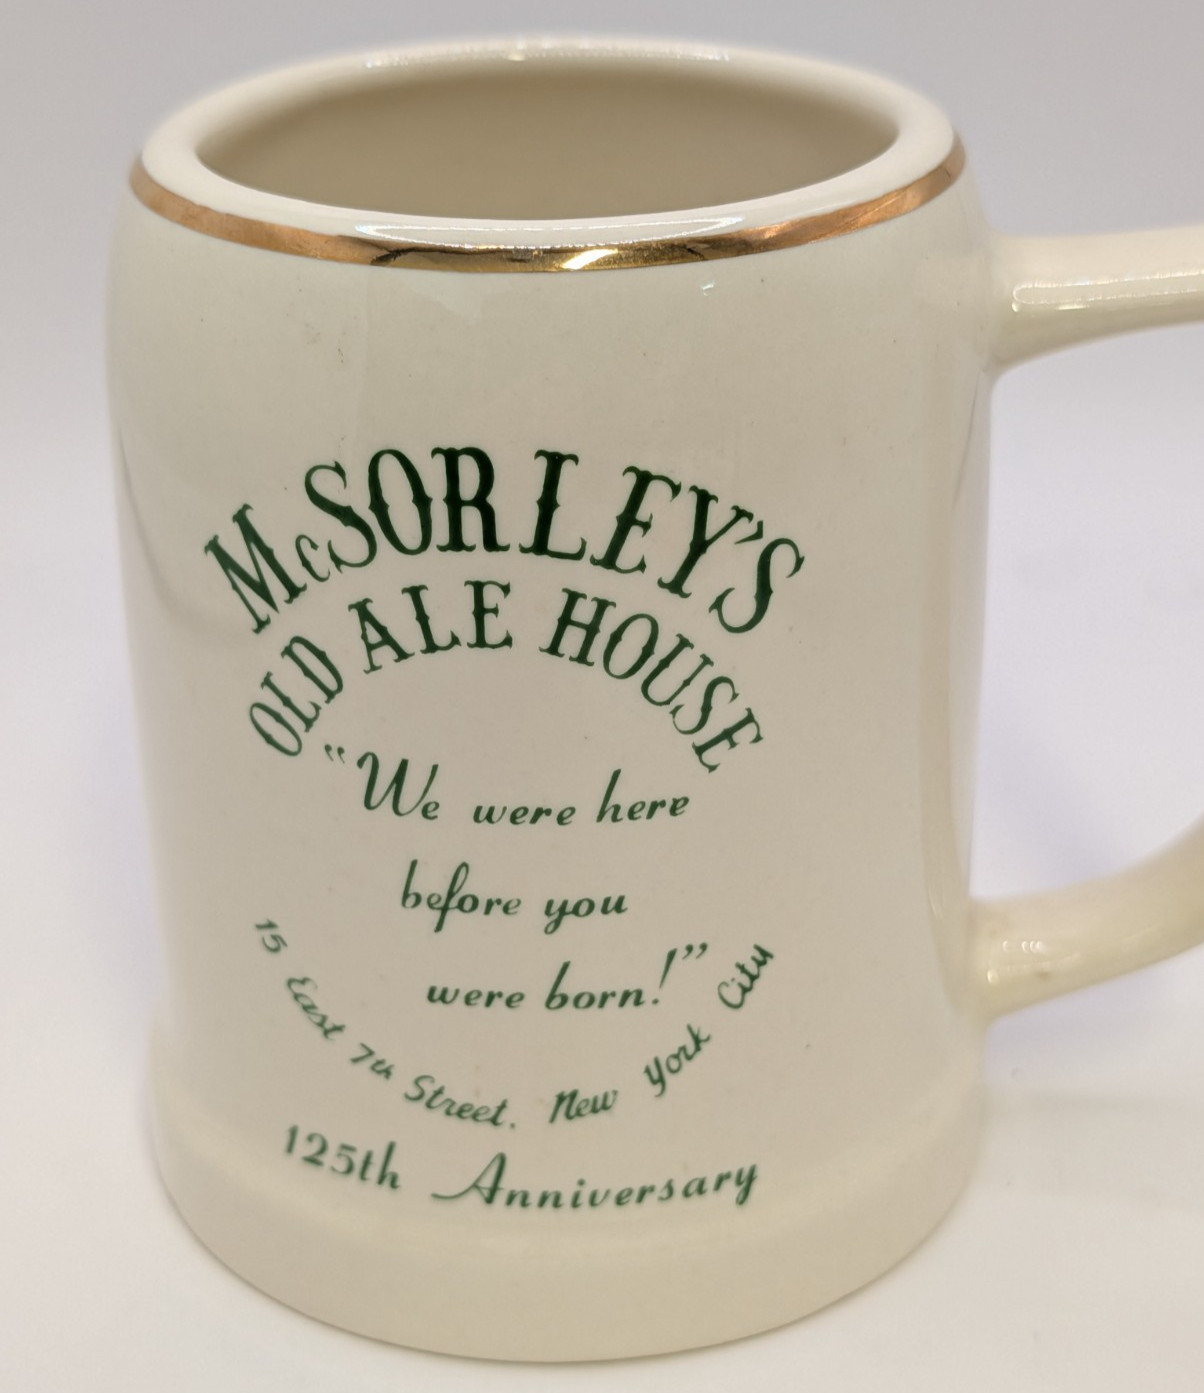 McSORLEY'S
OLD ALE HOUSE
“We were here
before you
were born!”
15 East 7th Street. New York City
125th Anniversary